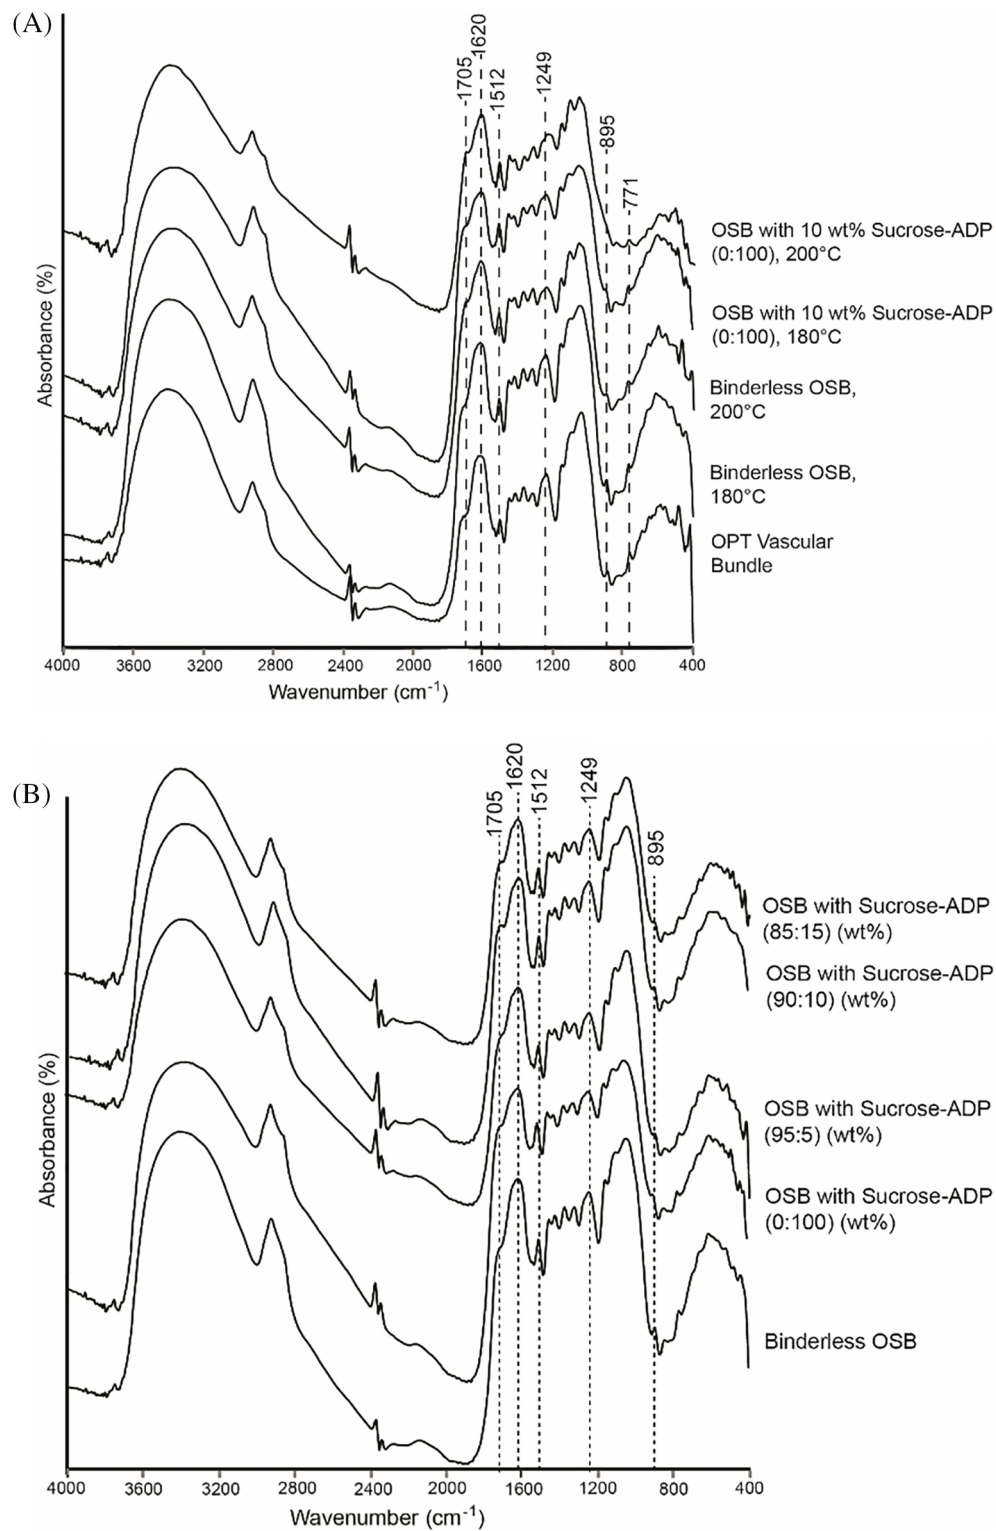 (A)
1705
1620
1512
1249
895
771
OSB with 10 wt% Sucrose-ADP
(0:100), 200°C
OSB with 10 wt% Sucrose-ADP
(0:100), 180°C
Binderless OSB,
200°C
Binderless OSB,
180°C
OPT Vascular
Bundle
Absorbance (%)
4000 3600 3200 2800 2400 2000 1600 1200 800 400
Wavenumber (cm⁻¹)
(B)
1705
1620
1512
1249
895
OSB with Sucrose-ADP
(85:15) (wt%)
OSB with Sucrose-ADP
(90:10) (wt%)
OSB with Sucrose-ADP
(95:5) (wt%)
OSB with Sucrose-ADP
(0:100) (wt%)
Binderless OSB
Absorbance (%)
4000 3600 3200 2800 2400 2000 1600 1200 800 400
Wavenumber (cm⁻¹)